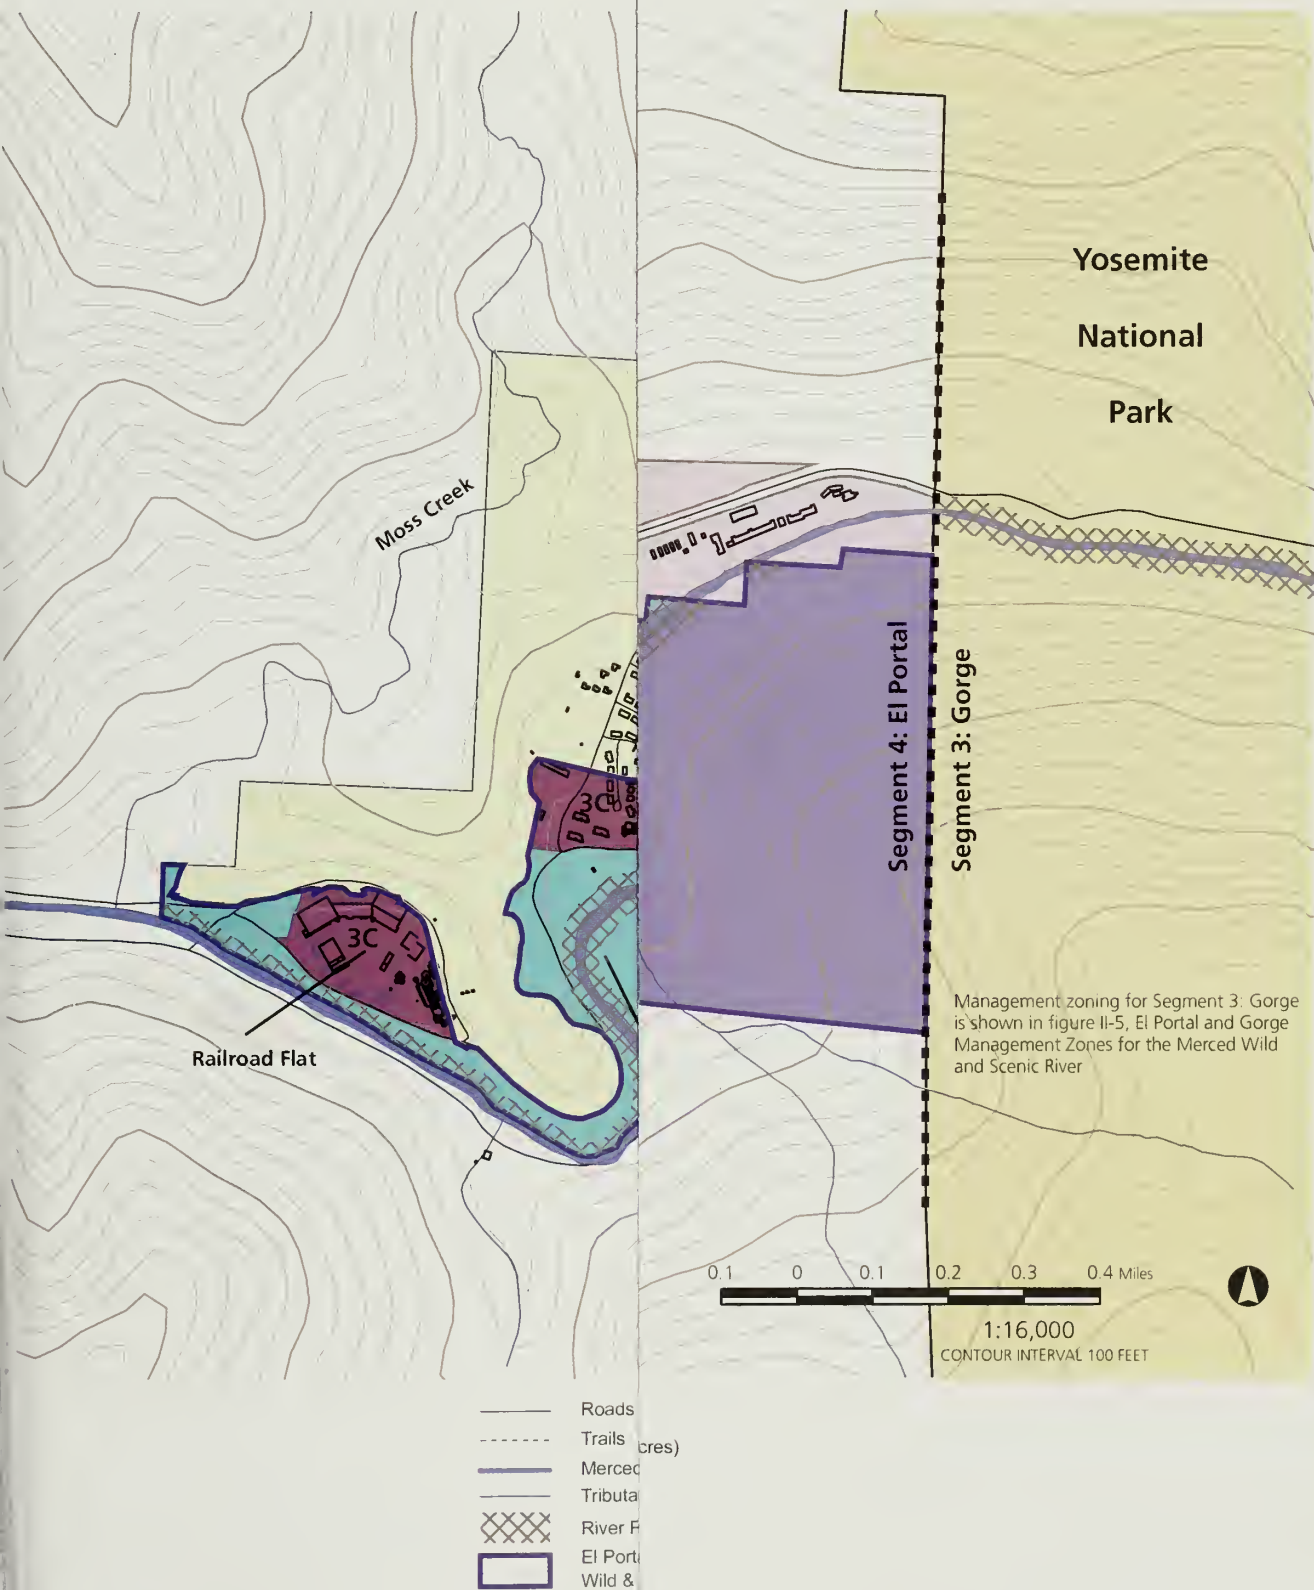 Yosemite
National
Park
Moss Creek
Segment 4: El Portal
Segment 3: Gorge
3C
3C
Railroad Flat
Management zoning for Segment 3: Gorge
is shown in figure II-5, El Portal and Gorge
Management Zones for the Merced Wild
and Scenic River
0.1 0 0.1 0.2 0.3 0.4 Miles
1:16,000
CONTOUR INTERVAL 100 FEET
Roads
Trails
cres)
Merced
Tributa
River
El Port
Wild &